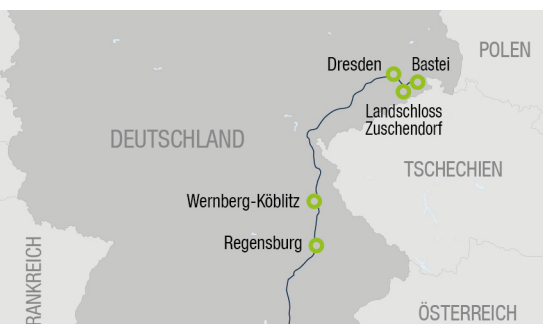 POLEN
Dresden
Bastei
Landschloss
Zuschendorf
DEUTSCHLAND
TSCHECHIEN
Wernberg-Köblitz
Regensburg
RANKREICH
ÖSTERREICH